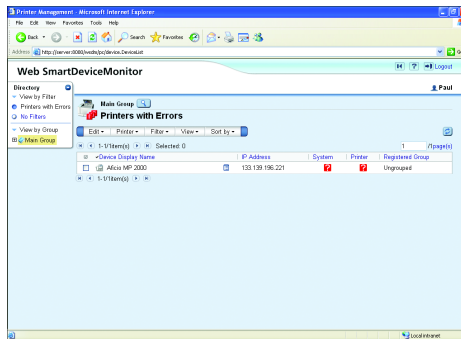 Printer Management - Microsoft Internet Explorer
File Edit View Favorites Tools Help
Back Search Favorites
Address http://server:8080/wsdm/pc/device.DeviceList
Web SmartDeviceMonitor
? Logout
Directory
Paul
View by Filter
Printers with Errors
No Filters
View by Group
Main Group
Main Group
Printers with Errors
Edit Printer Filter View Sort by
1-1/1item(s) Selected: 0 1 /1page(s)
Device Display Name IP Address System Printer Registered Group
Aficio MP 2000 133.139.196.221 ? ? Ungrouped
1-1/1item(s)
Local intranet